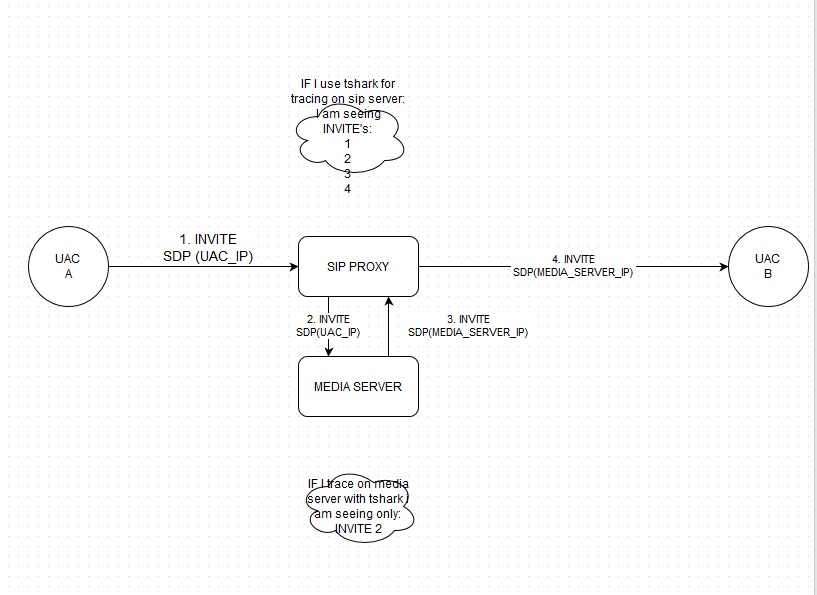 IF I use tshark for
tracing on sip server:
I am seeing
INVITE's:
1
2
3
4
1. INVITE
SDP (UAC_IP)
UAC
A
SIP PROXY
4. INVITE
SDP(MEDIA_SERVER_IP)
UAC
B
2. INVITE
SDP(UAC_IP)
3. INVITE
SDP(MEDIA_SERVER_IP)
MEDIA SERVER
IF I trace on media
server with tshark i
am seeing only:
INVITE 2